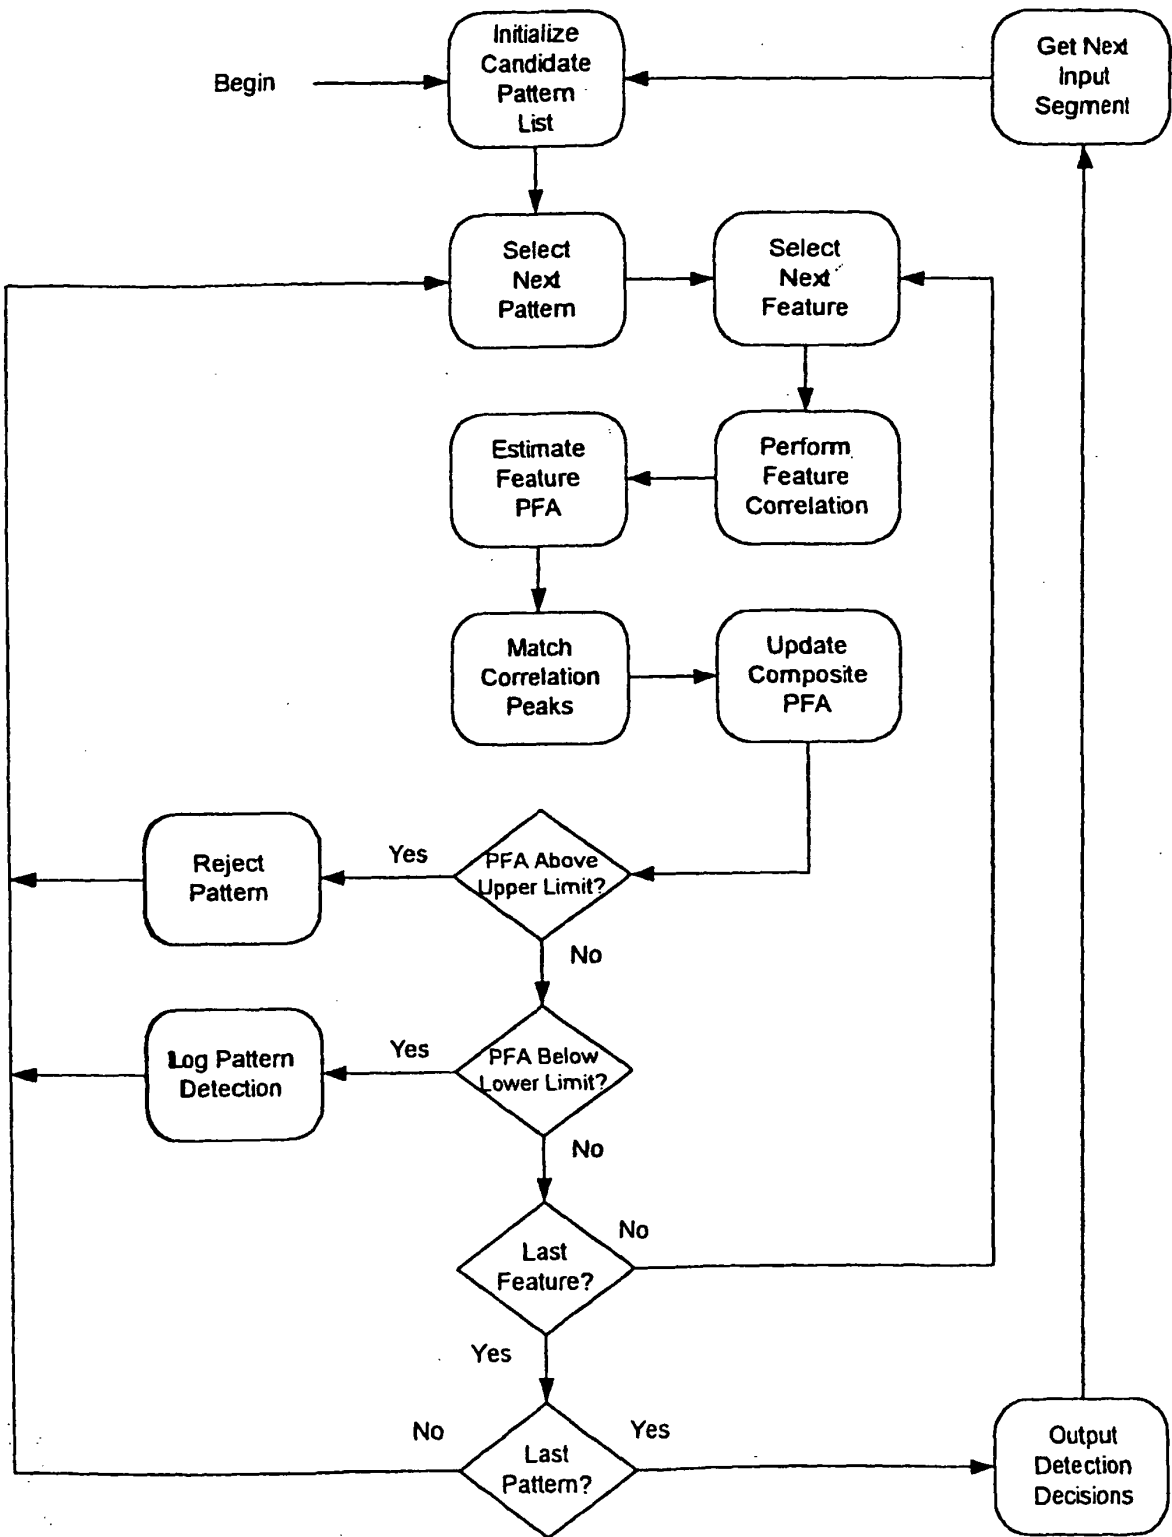 Initialize
Candidate
Pattern
List
Get Next
Input
Segment
Begin
Select
Next
Pattern
Select
Next
Feature
Estimate
Feature
PFA
Perform
Feature
Correlation
Match
Correlation
Peaks
Update
Composite
PFA
Reject
Pattern
Yes
PFA Above
Upper Limit?
No
Log Pattern
Detection
Yes
PFA Below
Lower Limit?
No
Last
Feature?
No
Yes
No
Last
Pattern?
Yes
Output
Detection
Decisions